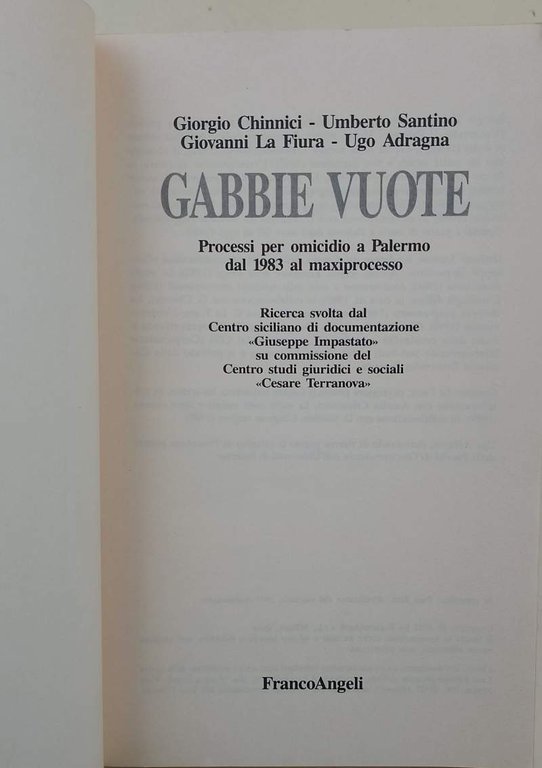 Giorgio Chinnici - Umberto Santino
Giovanni La Fiura - Ugo Adragna
GABBIE VUOTE
Processi per omicidio a Palermo
dal 1983 al maxiprocesso
Ricerca svolta dal
Centro siciliano di documentazione
«Giuseppe Impastato»
su commissione del
Centro studi giuridici e sociali
«Cesare Terranova»
FrancoAngeli